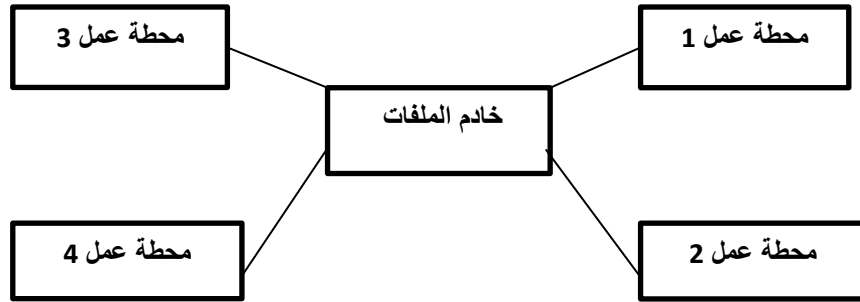 محطة عمل 1
محطة عمل 3
خادم الملفات
محطة عمل 2
محطة عمل 4